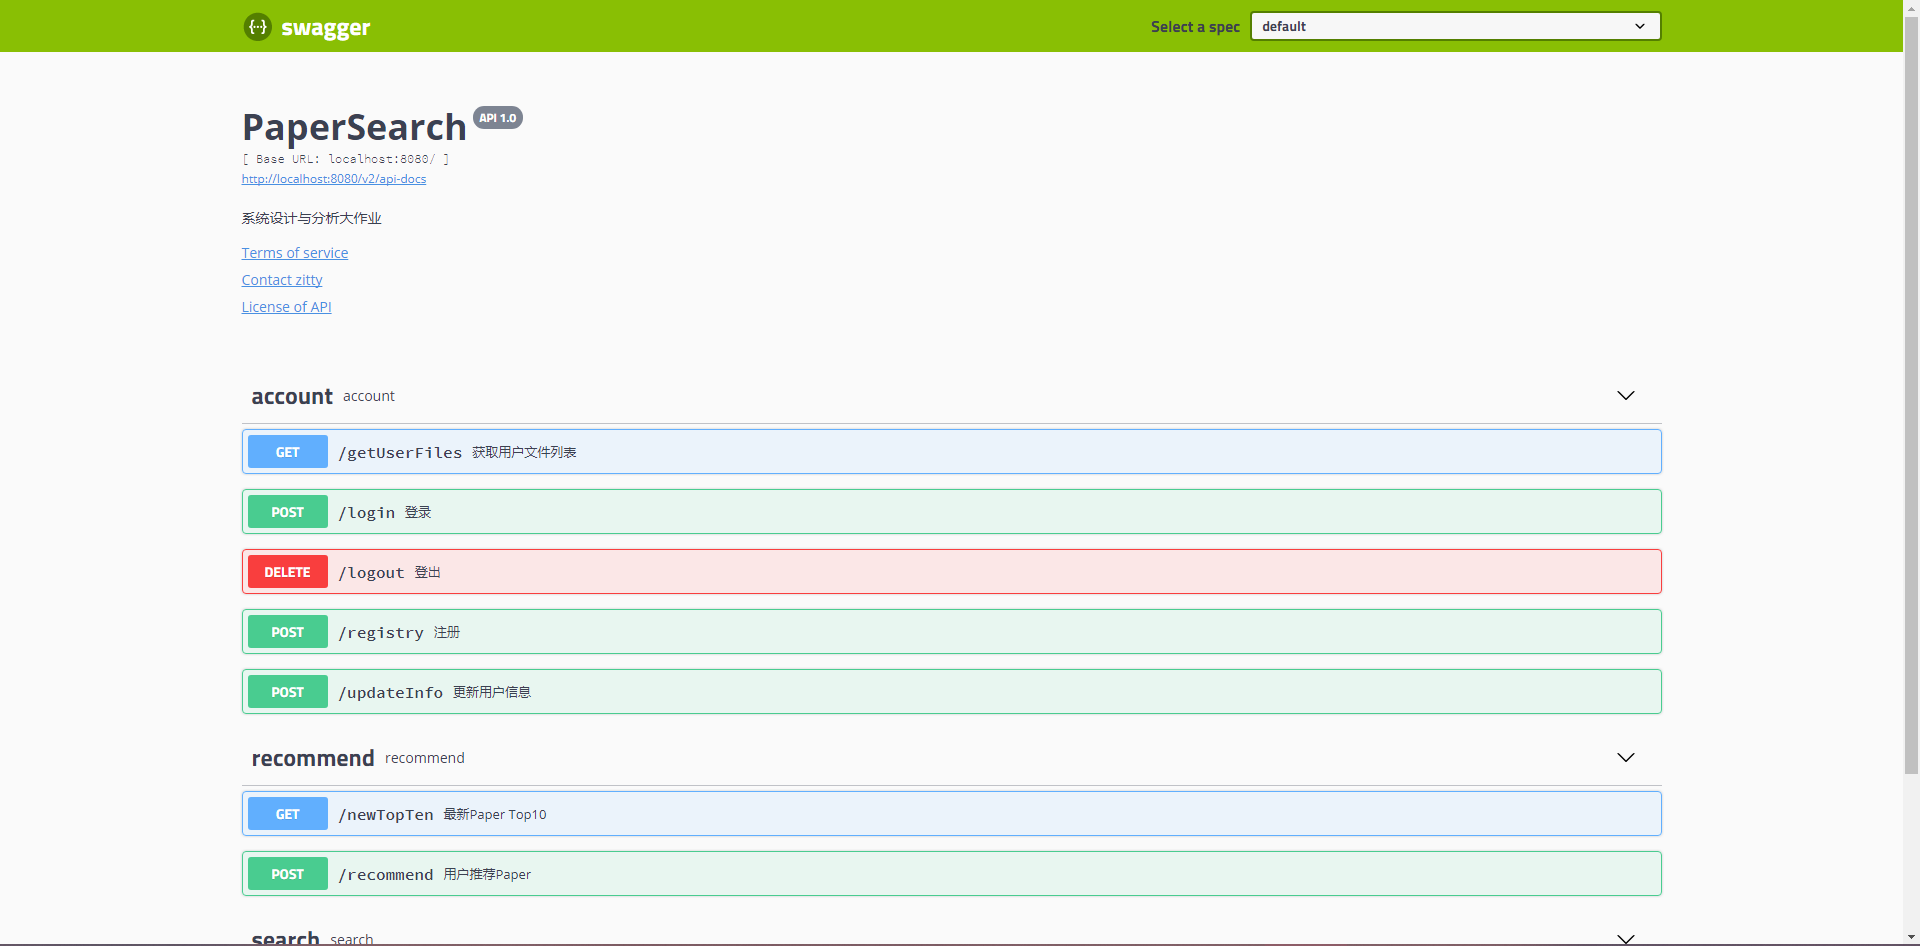 swagger
Select a spec default
PaperSearch API 1.0
[ Base URL: localhost:8080/ ]
http://localhost:8080/v2/api-docs
系统设计与分析大作业
Terms of service
Contact zitty
License of API
account account
GET /getUserFiles 获取用户文件列表
POST /login 登录
DELETE /logout 登出
POST /registry 注册
POST /updateInfo 更新用户信息
recommend recommend
GET /newTopTen 最新Paper Top10
POST /recommend 用户推荐Paper
search search